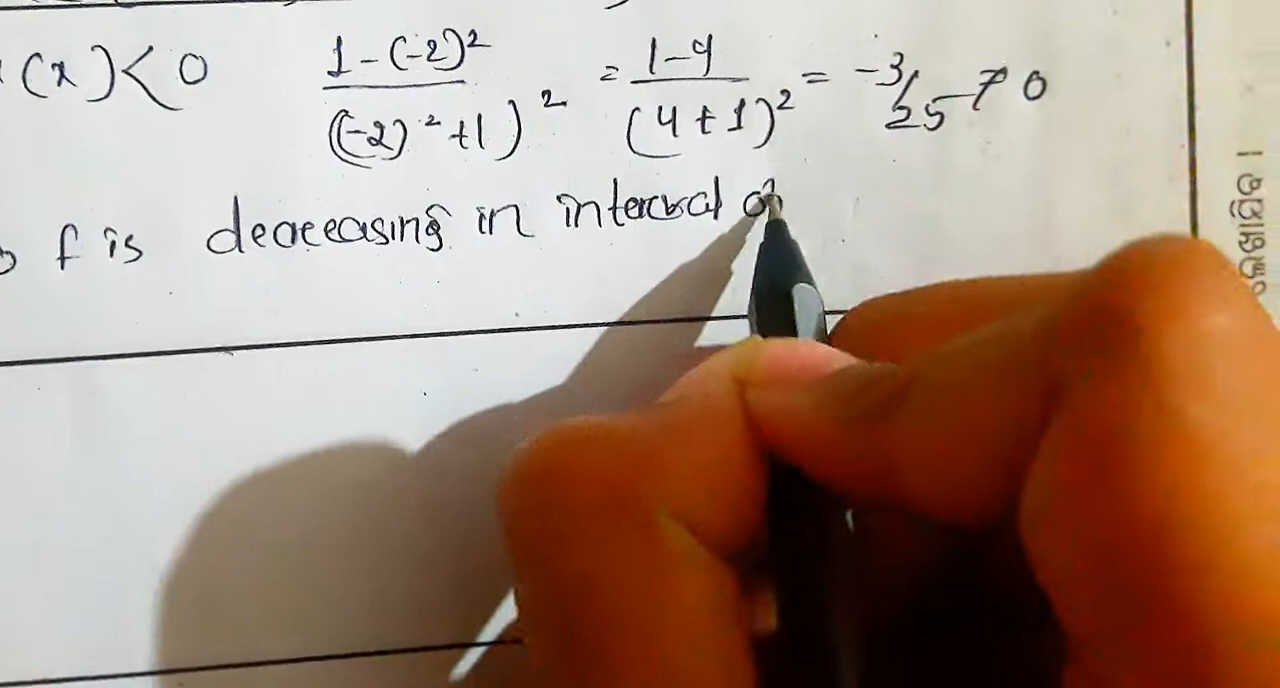 (x) < 0 1-(-2)² / ((-2)²+1)² = 1-4 / (4+1)² = -3/25 > 0
f is decreasing in interval